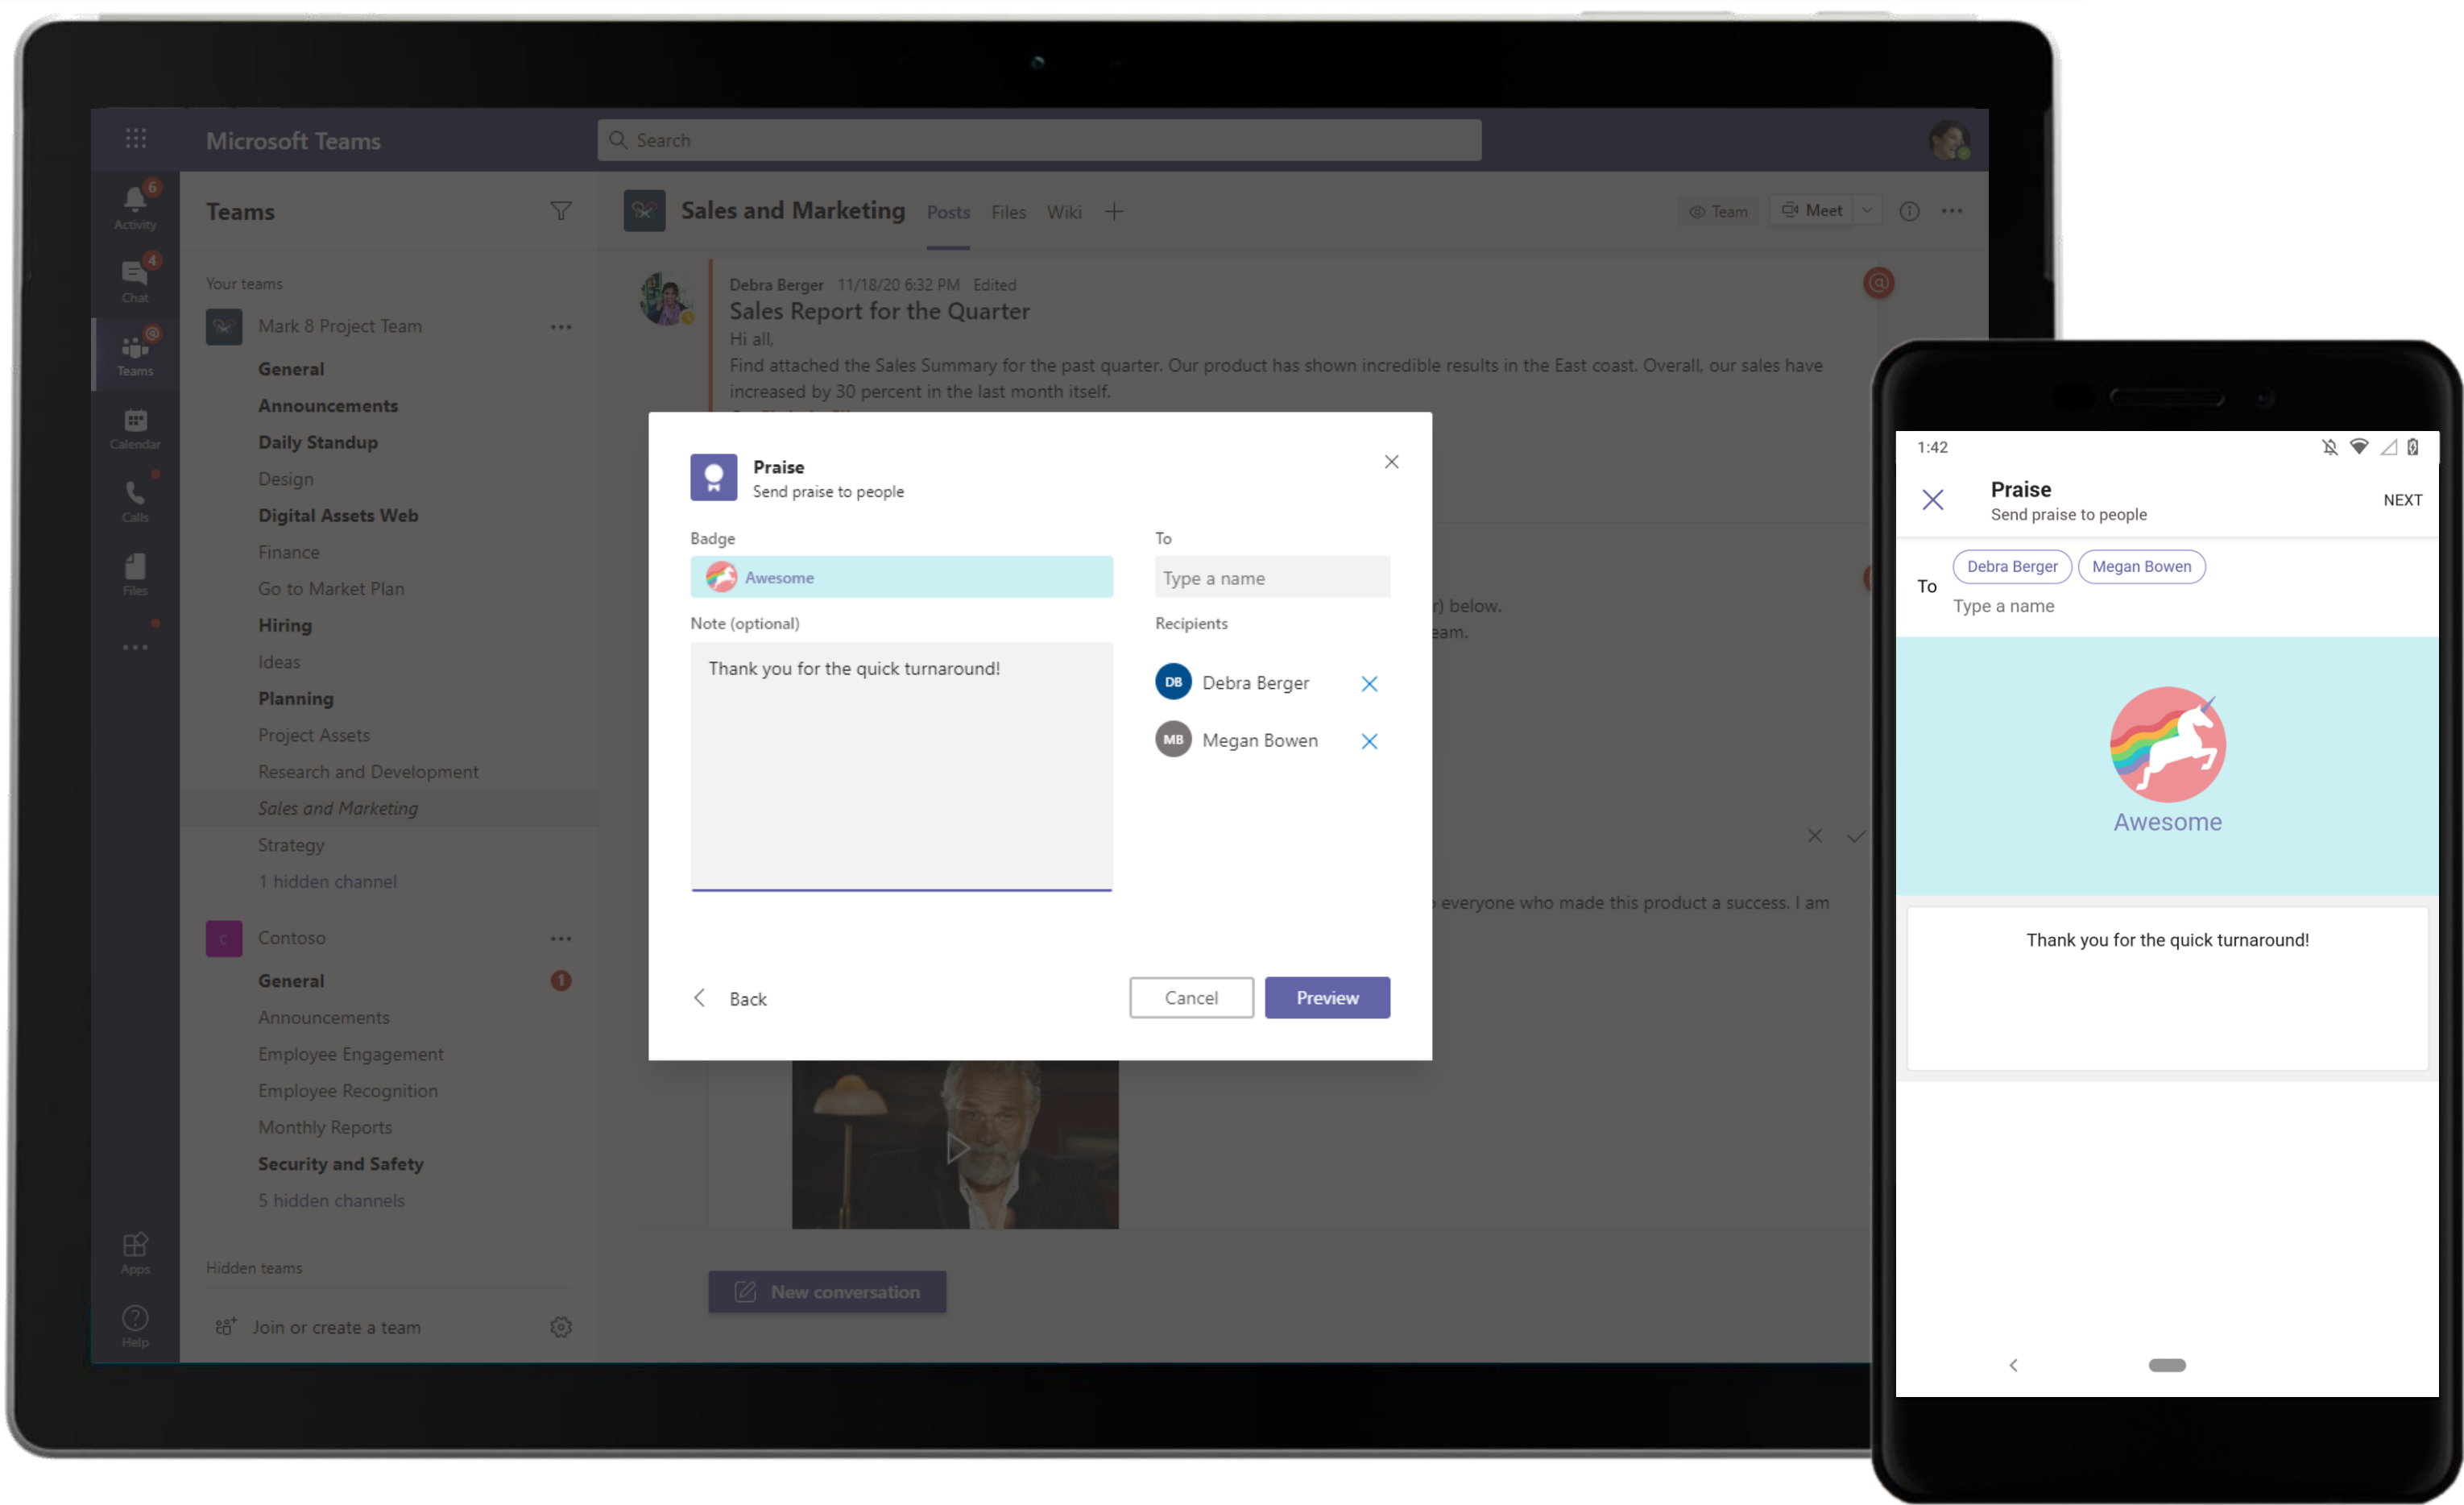 Microsoft Teams
Search
6
Activity
4
Chat
Teams
Calendar
Calls
Files
Apps
Help
Teams
Your teams
Mark 8 Project Team
General
Announcements
Daily Standup
Design
Digital Assets Web
Finance
Go to Market Plan
Hiring
Ideas
Planning
Project Assets
Research and Development
Sales and Marketing
Strategy
1 hidden channel
C Contoso
General 1
Announcements
Employee Engagement
Employee Recognition
Monthly Reports
Security and Safety
5 hidden channels
Hidden teams
Join or create a team
Sales and Marketing Posts Files Wiki
Team Meet
Debra Berger 11/18/20 6:32 PM Edited
Sales Report for the Quarter
Hi all,
Find attached the Sales Summary for the past quarter. Our product has shown incredible results in the East coast. Overall, our sales have
increased by 30 percent in the last month itself.
) below.
everyone who made this product a success. I am
New conversation
Praise
Send praise to people
Badge
Awesome
Note (optional)
Thank you for the quick turnaround!
To
Type a name
Recipients
DB Debra Berger
MB Megan Bowen
Back
Cancel
Preview
1:42
Praise
Send praise to people
NEXT
To
Debra Berger Megan Bowen
Type a name
Awesome
Thank you for the quick turnaround!